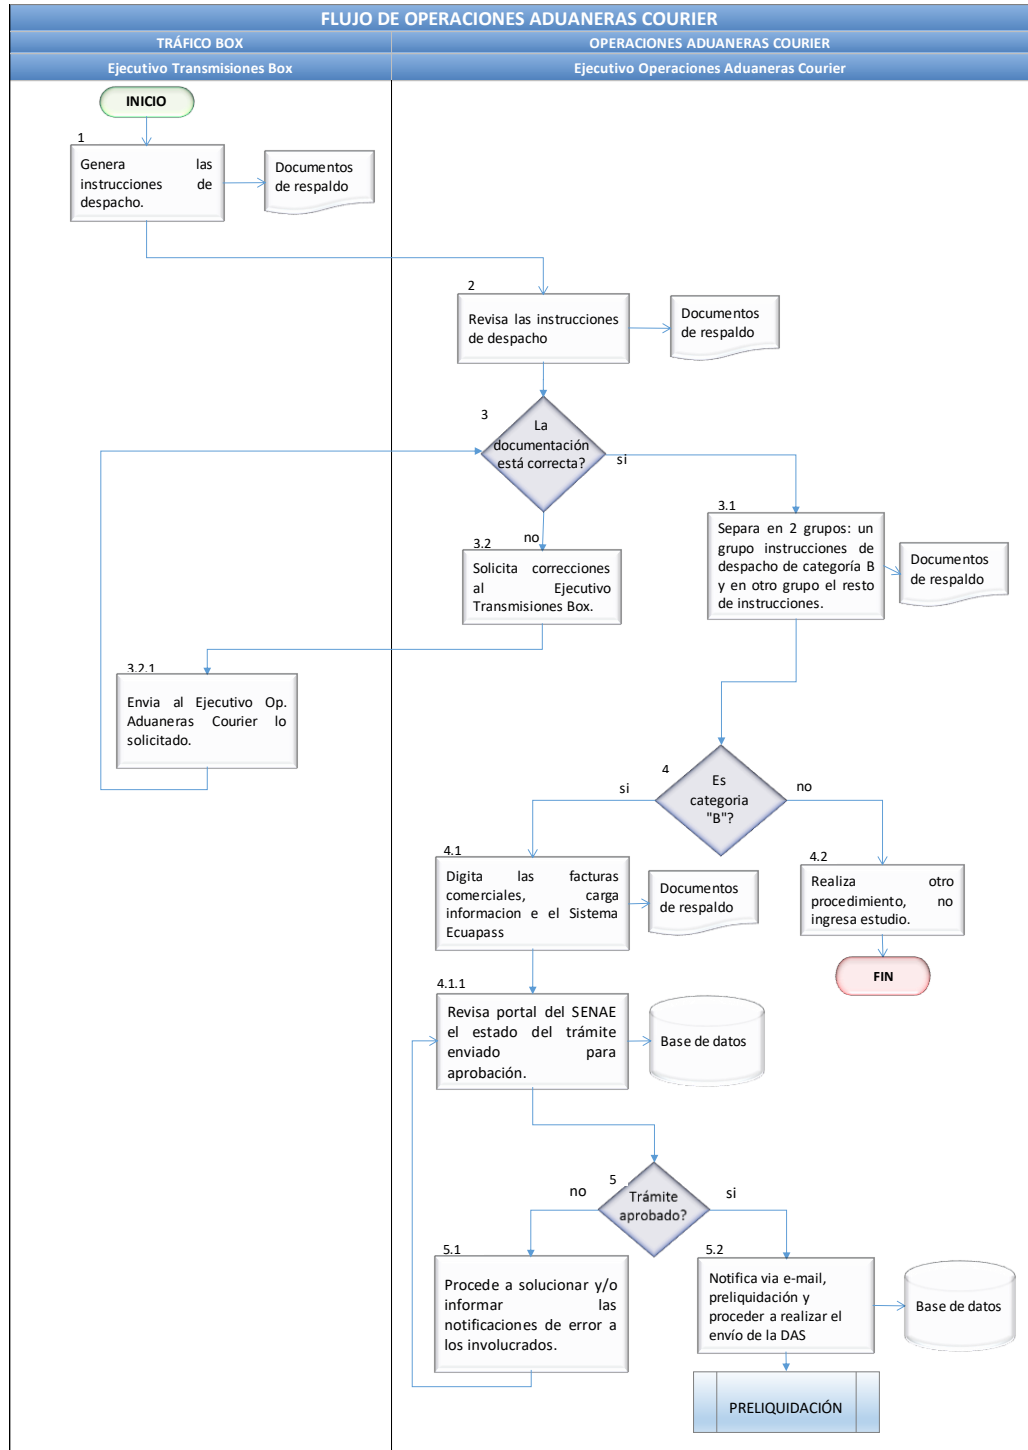 FLUJO DE OPERACIONES ADUANERAS COURIER
TRÁFICO BOX
OPERACIONES ADUANERAS COURIER
Ejecutivo Transmisiones Box
Ejecutivo Operaciones Aduaneras Courier
INICIO
1
Genera las
instrucciones de
despacho.
Documentos
de respaldo
2
Revisa las instrucciones
de despacho
Documentos
de respaldo
3
La
documentación
está correcta?
si
no
3.1
Separa en 2 grupos: un
grupo instrucciones de
despacho de categoría B
y en otro grupo el resto
de instrucciones.
Documentos
de respaldo
3.2
Solicita correcciones
al Ejecutivo
Transmisiones Box.
3.2.1
Envia al Ejecutivo Op.
Aduaneras Courier lo
solicitado.
4
Es
categoria
"B"?
si
no
4.1
Digita las facturas
comerciales, carga
informacion e el Sistema
Ecuapass
Documentos
de respaldo
4.2
Realiza otro
procedimiento, no
ingresa estudio.
FIN
4.1.1
Revisa portal del SENAE
el estado del trámite
enviado para
aprobación.
Base de datos
5
Trámite
aprobado?
no
si
5.1
Procede a solucionar y/o
informar las
notificaciones de error a
los involucrados.
5.2
Notifica via e-mail,
preliquidación y
proceder a realizar el
envío de la DAS
Base de datos
PRELIQUIDACIÓN